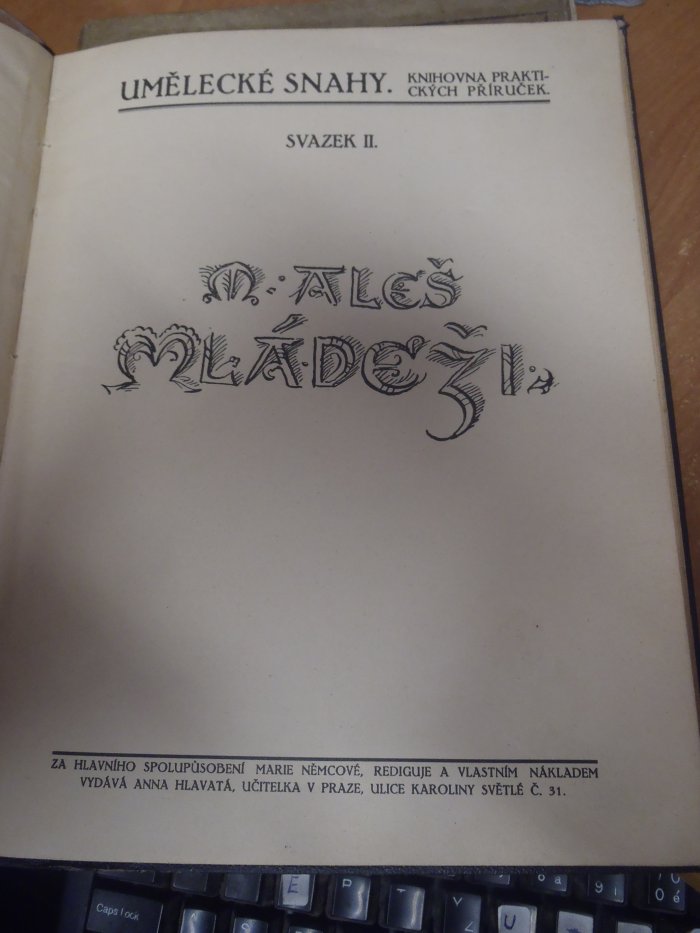 UMĚLECKÉ SNAHY. KNIHOVNA PRAKTI-
CKÝCH PŘÍRUČEK.
SVAZEK II.
M. ALEŠ
MLÁDEŽI.
ZA HLAVNÍHO SPOLUPŮSOBENÍ MARIE NĚMCOVÉ, REDIGUJE A VLASTNÍM NÁKLADEM
VYDÁVÁ ANNA HLAVATÁ, UČITELKA V PRAZE, ULICE KAROLINY SVĚTLÉ Č. 31.
E P T Y
Caps lock
U